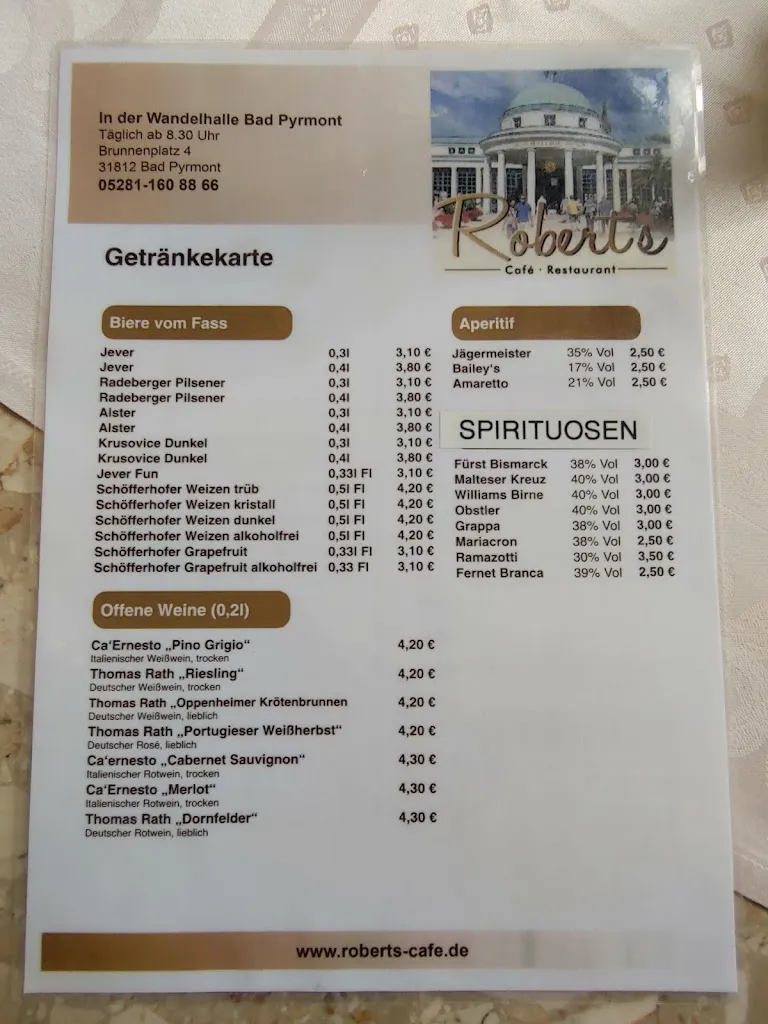 In der Wandelhalle Bad Pyrmont
Täglich ab 8.30 Uhr
Brunnenplatz 4
31812 Bad Pyrmont
05281-160 88 66
Roberts
Café · Restaurant
Getränkekarte
Biere vom Fass
Jever 0,3l 3,10 €
Jever 0,4l 3,80 €
Radeberger Pilsener 0,3l 3,10 €
Radeberger Pilsener 0,4l 3,80 €
Alster 0,3l 3,10 €
Alster 0,4l 3,80 €
Krusovice Dunkel 0,3l 3,10 €
Krusovice Dunkel 0,4l 3,80 €
Jever Fun 0,33l Fl 3,10 €
Schöfferhofer Weizen trüb 0,5l Fl 4,20 €
Schöfferhofer Weizen kristall 0,5l Fl 4,20 €
Schöfferhofer Weizen dunkel 0,5l Fl 4,20 €
Schöfferhofer Weizen alkoholfrei 0,5l Fl 4,20 €
Schöfferhofer Grapefruit 0,33l Fl 3,10 €
Schöfferhofer Grapefruit alkoholfrei 0,33 Fl 3,10 €
Offene Weine (0,2l)
Ca‘Ernesto „Pino Grigio“ 4,20 €
Italienischer Weißwein, trocken
Thomas Rath „Riesling“ 4,20 €
Deutscher Weißwein, trocken
Thomas Rath „Oppenheimer Krötenbrunnen 4,20 €
Deutscher Weißwein, lieblich
Thomas Rath „Portugieser Weißherbst“ 4,20 €
Deutscher Rosé, lieblich
Ca‘ernesto „Cabernet Sauvignon“ 4,30 €
Italienischer Rotwein, trocken
Ca‘Ernesto „Merlot“ 4,30 €
Italienischer Rotwein, trocken
Thomas Rath „Dornfelder“ 4,30 €
Deutscher Rotwein, lieblich
Aperitif
Jägermeister 35% Vol 2,50 €
Bailey's 17% Vol 2,50 €
Amaretto 21% Vol 2,50 €
SPIRITUOSEN
Fürst Bismarck 38% Vol 3,00 €
Malteser Kreuz 40% Vol 3,00 €
Williams Birne 40% Vol 3,00 €
Obstler 40% Vol 3,00 €
Grappa 38% Vol 3,00 €
Mariacron 38% Vol 2,50 €
Ramazotti 30% Vol 3,50 €
Fernet Branca 39% Vol 2,50 €
www.roberts-cafe.de